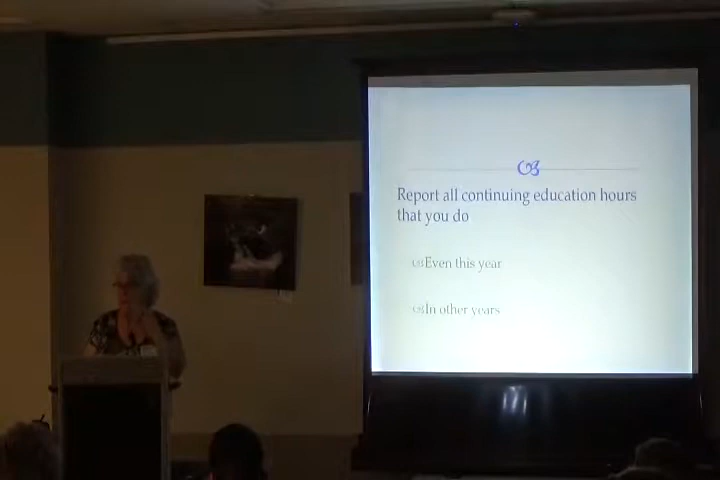 Report all continuing education hours
that you do
Even this year
In other years